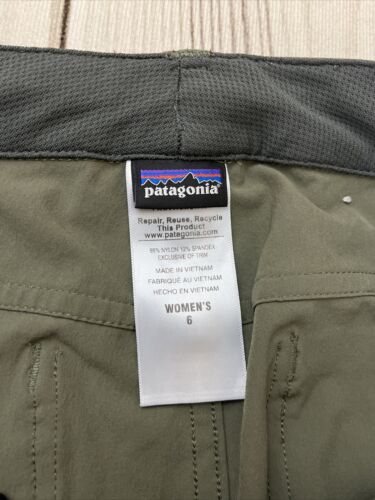 patagonia
Repair, Reuse, Recycle
This Product
www.patagonia.com
NYLON 12% SPANDEX
EXCLUSIVE OF TRIM
MADE IN VIETNAM
FABRIQUÉ AU VIETNAM
HECHO EN VIETNAM
WOMEN'S
6